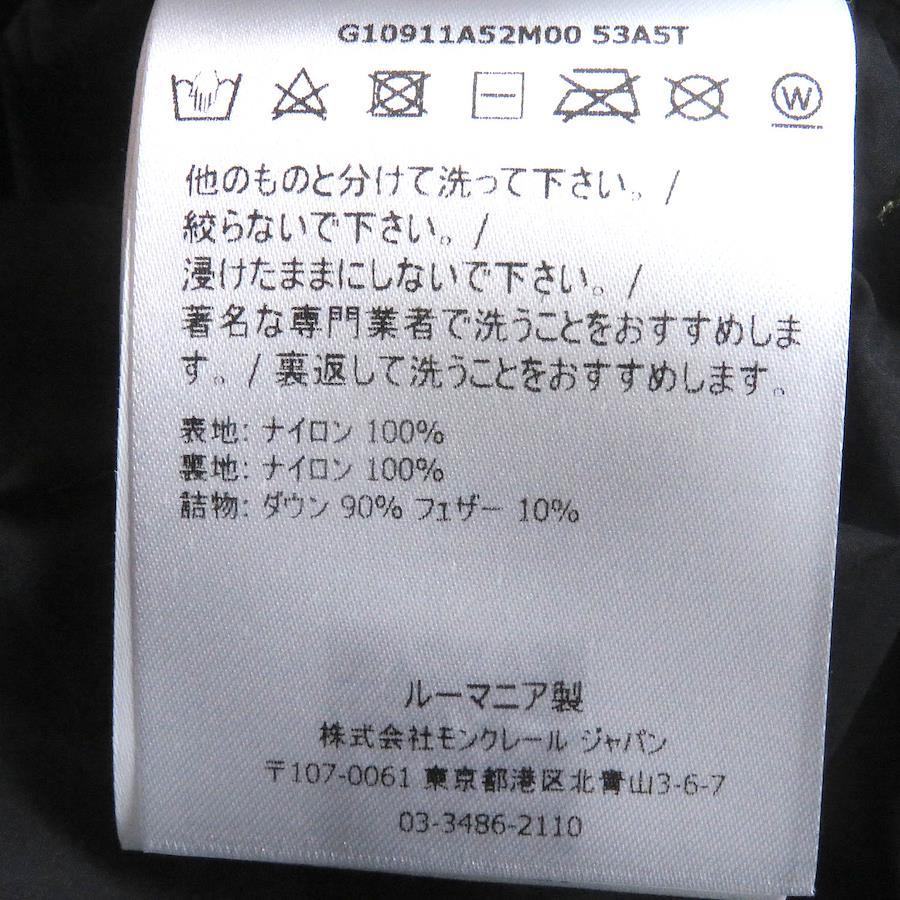 G10911A52M00 53A5T
W
他のものと分けて洗って下さい。/
絞らないで下さい。/
浸けたままにしないで下さい。/
著名な専門業者で洗うことをおすすめしま
す。/ 裏返して洗うことをおすすめします。
表地: ナイロン 100%
裏地: ナイロン 100%
詰物: ダウン 90% フェザー 10%
ルーマニア製
株式会社モンクレール ジャパン
〒107-0061 東京都港区北青山3-6-7
03-3486-2110